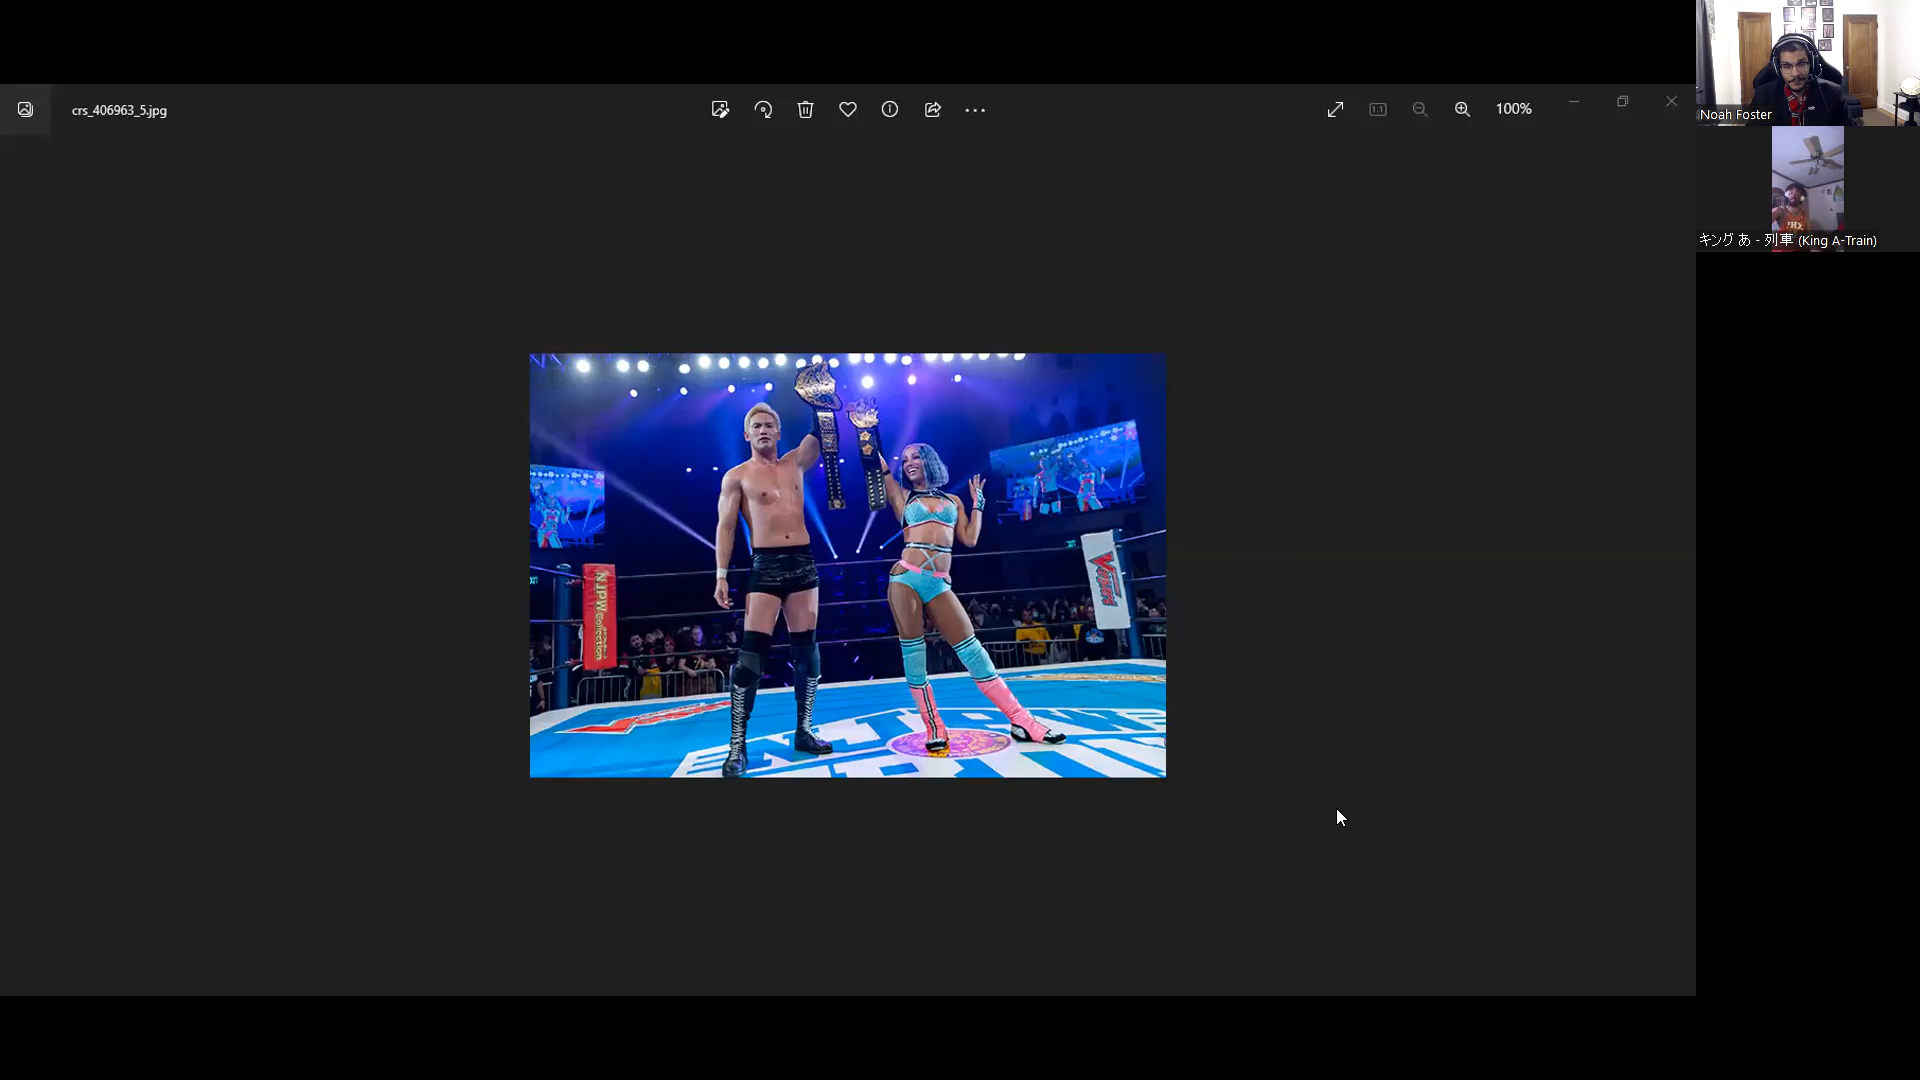 crs_406963_5.jpg
100%
Noah Foster
キング あ - 列車 (King A-Train)
NJPW collection